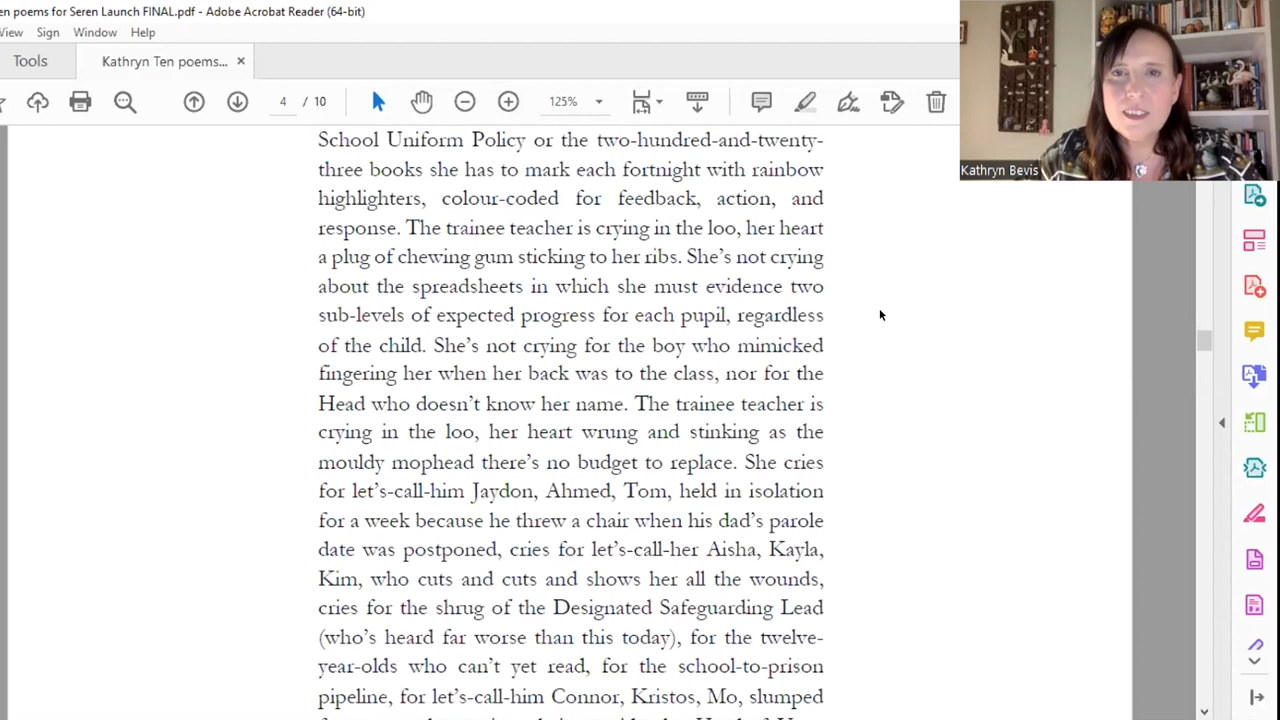 en poems for Seren Launch FINAL.pdf - Adobe Acrobat Reader (64-bit)
View Sign Window Help
Tools
Kathryn Ten poems... ×
4 / 10
125%
Kathryn Bevis
School Uniform Policy or the two-hundred-and-twenty-
three books she has to mark each fortnight with rainbow
highlighters, colour-coded for feedback, action, and
response. The trainee teacher is crying in the loo, her heart
a plug of chewing gum sticking to her ribs. She's not crying
about the spreadsheets in which she must evidence two
sub-levels of expected progress for each pupil, regardless
of the child. She's not crying for the boy who mimicked
fingering her when her back was to the class, nor for the
Head who doesn't know her name. The trainee teacher is
crying in the loo, her heart wrung and stinking as the
mouldy mophead there's no budget to replace. She cries
for let's-call-him Jaydon, Ahmed, Tom, held in isolation
for a week because he threw a chair when his dad's parole
date was postponed, cries for let's-call-her Aisha, Kayla,
Kim, who cuts and cuts and shows her all the wounds,
cries for the shrug of the Designated Safeguarding Lead
(who's heard far worse than this today), for the twelve-
year-olds who can't yet read, for the school-to-prison
pipeline, for let's-call-him Connor, Kristos, Mo, slumped